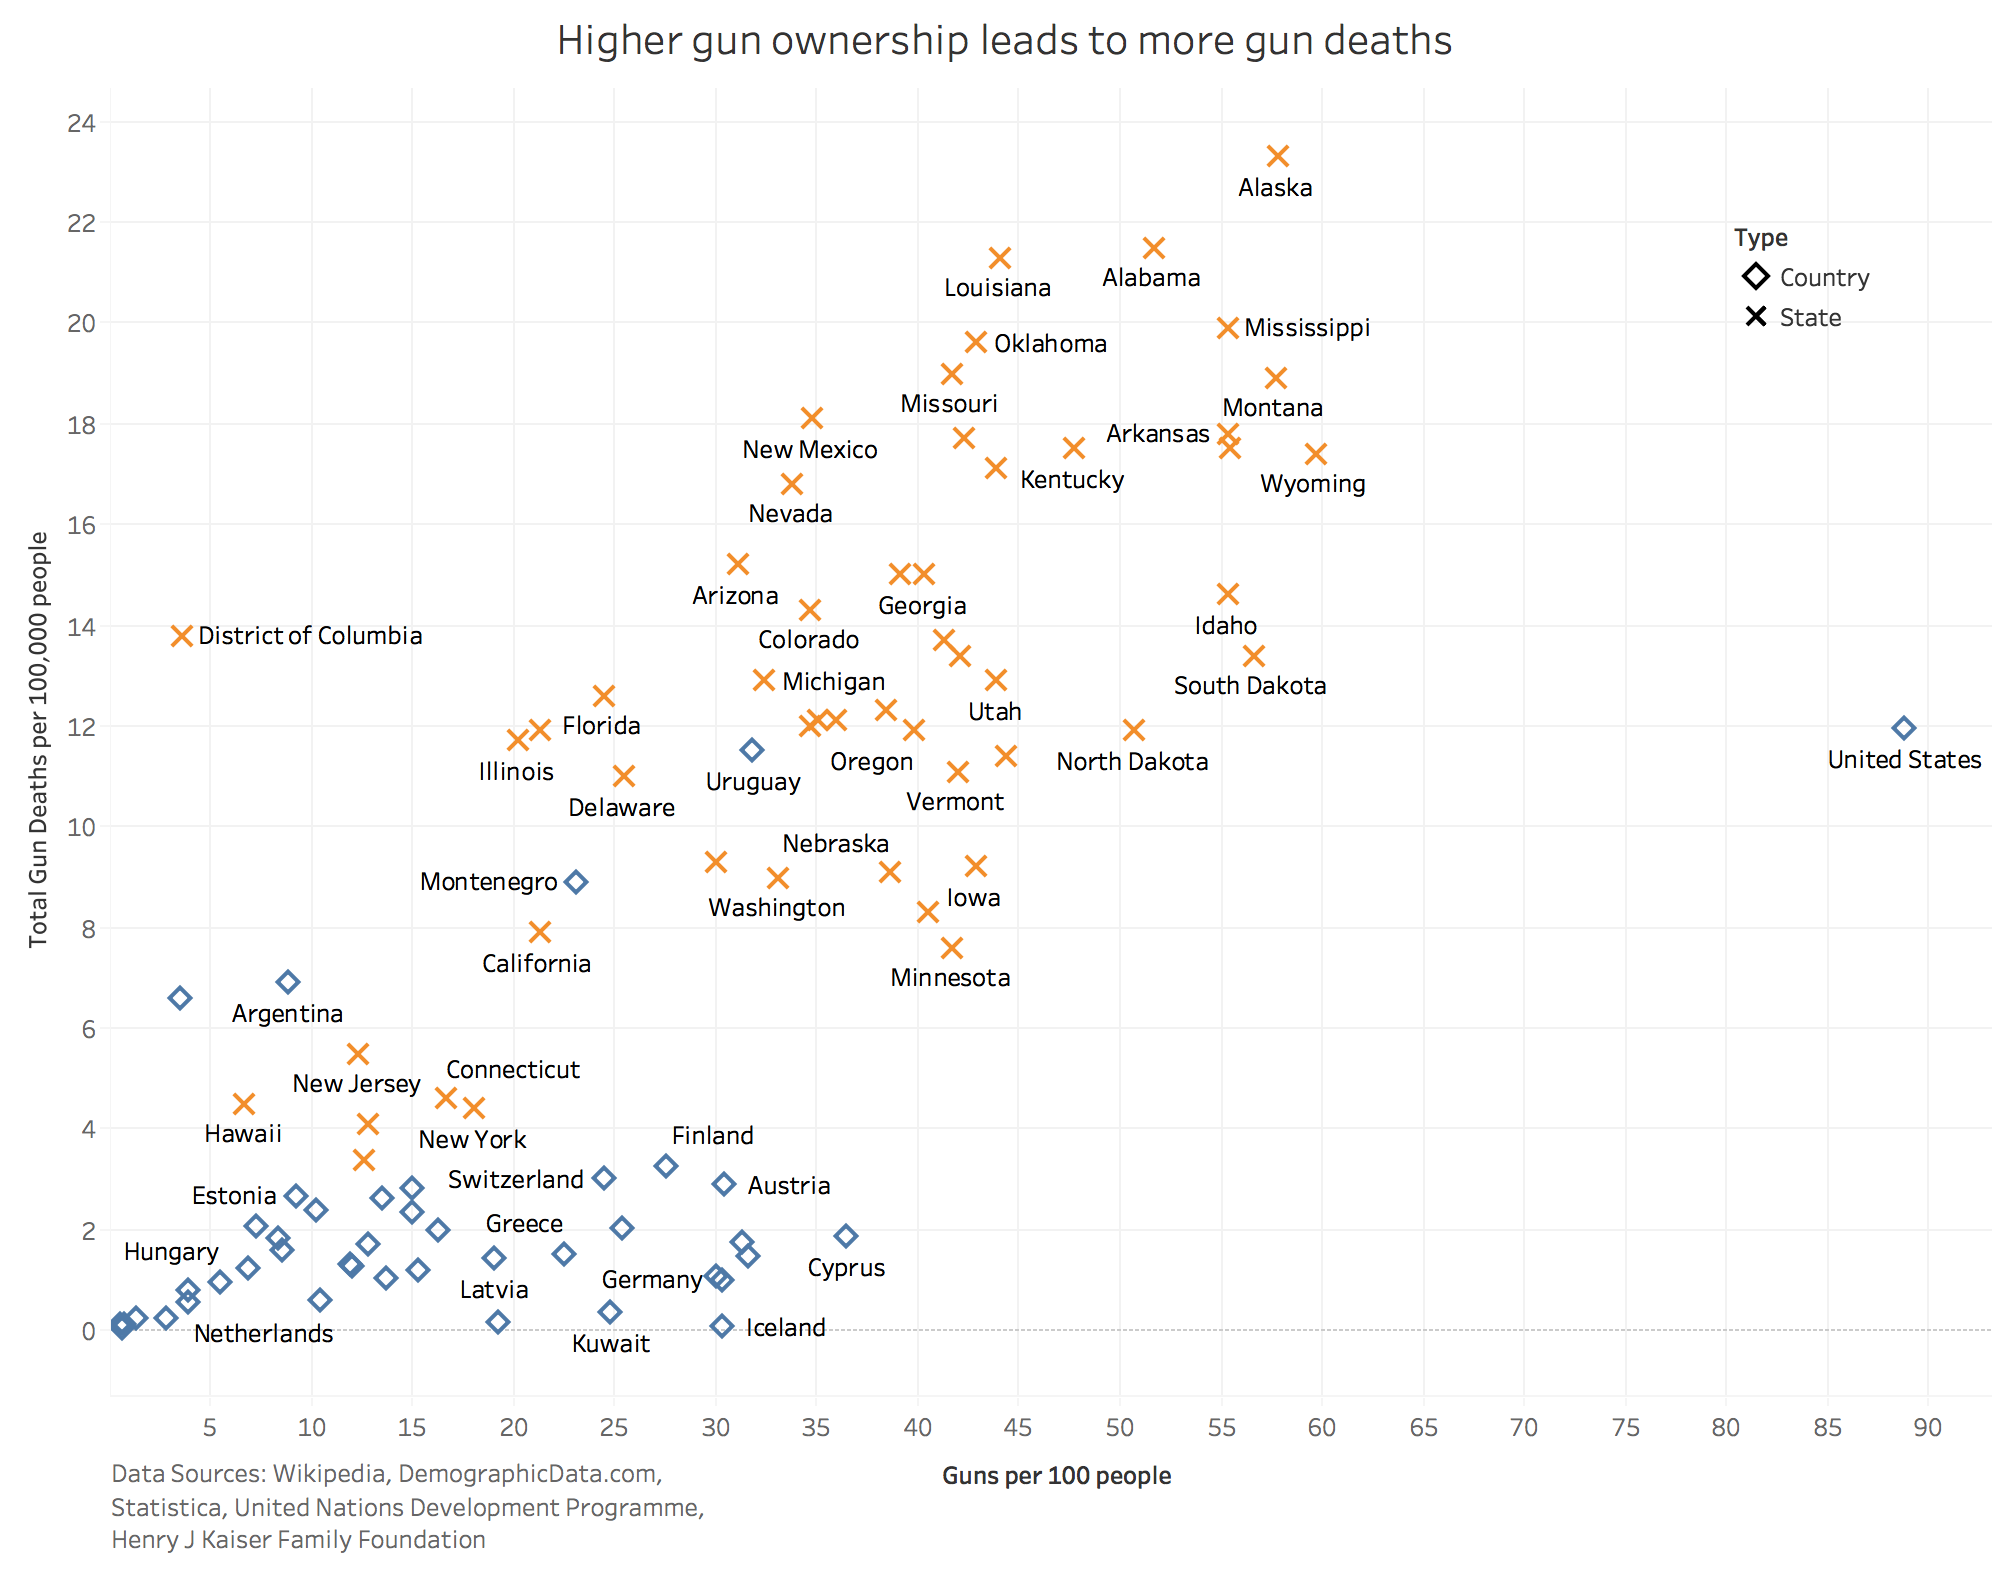 Higher gun ownership leads to more gun deaths
24
22
20
18
16
14
12
10
8
6
4
2
0
Total Gun Deaths per 100,000 people
Alaska
Alabama
Louisiana
Mississippi
Oklahoma
Missouri
Montana
New Mexico
Arkansas
Kentucky
Wyoming
Nevada
Arizona
Georgia
Idaho
District of Columbia
Colorado
Michigan
South Dakota
Utah
Florida
Illinois
Oregon
North Dakota
United States
Uruguay
Delaware
Vermont
Nebraska
Montenegro
Iowa
Washington
California
Minnesota
Argentina
Connecticut
New Jersey
Hawaii
New York
Finland
Switzerland
Austria
Estonia
Greece
Hungary
Cyprus
Germany
Latvia
Netherlands
Kuwait
Iceland
Type
Country
State
5 10 15 20 25 30 35 40 45 50 55 60 65 70 75 80 85 90
Guns per 100 people
Data Sources: Wikipedia, DemographicData.com,
Statistica, United Nations Development Programme,
Henry J Kaiser Family Foundation